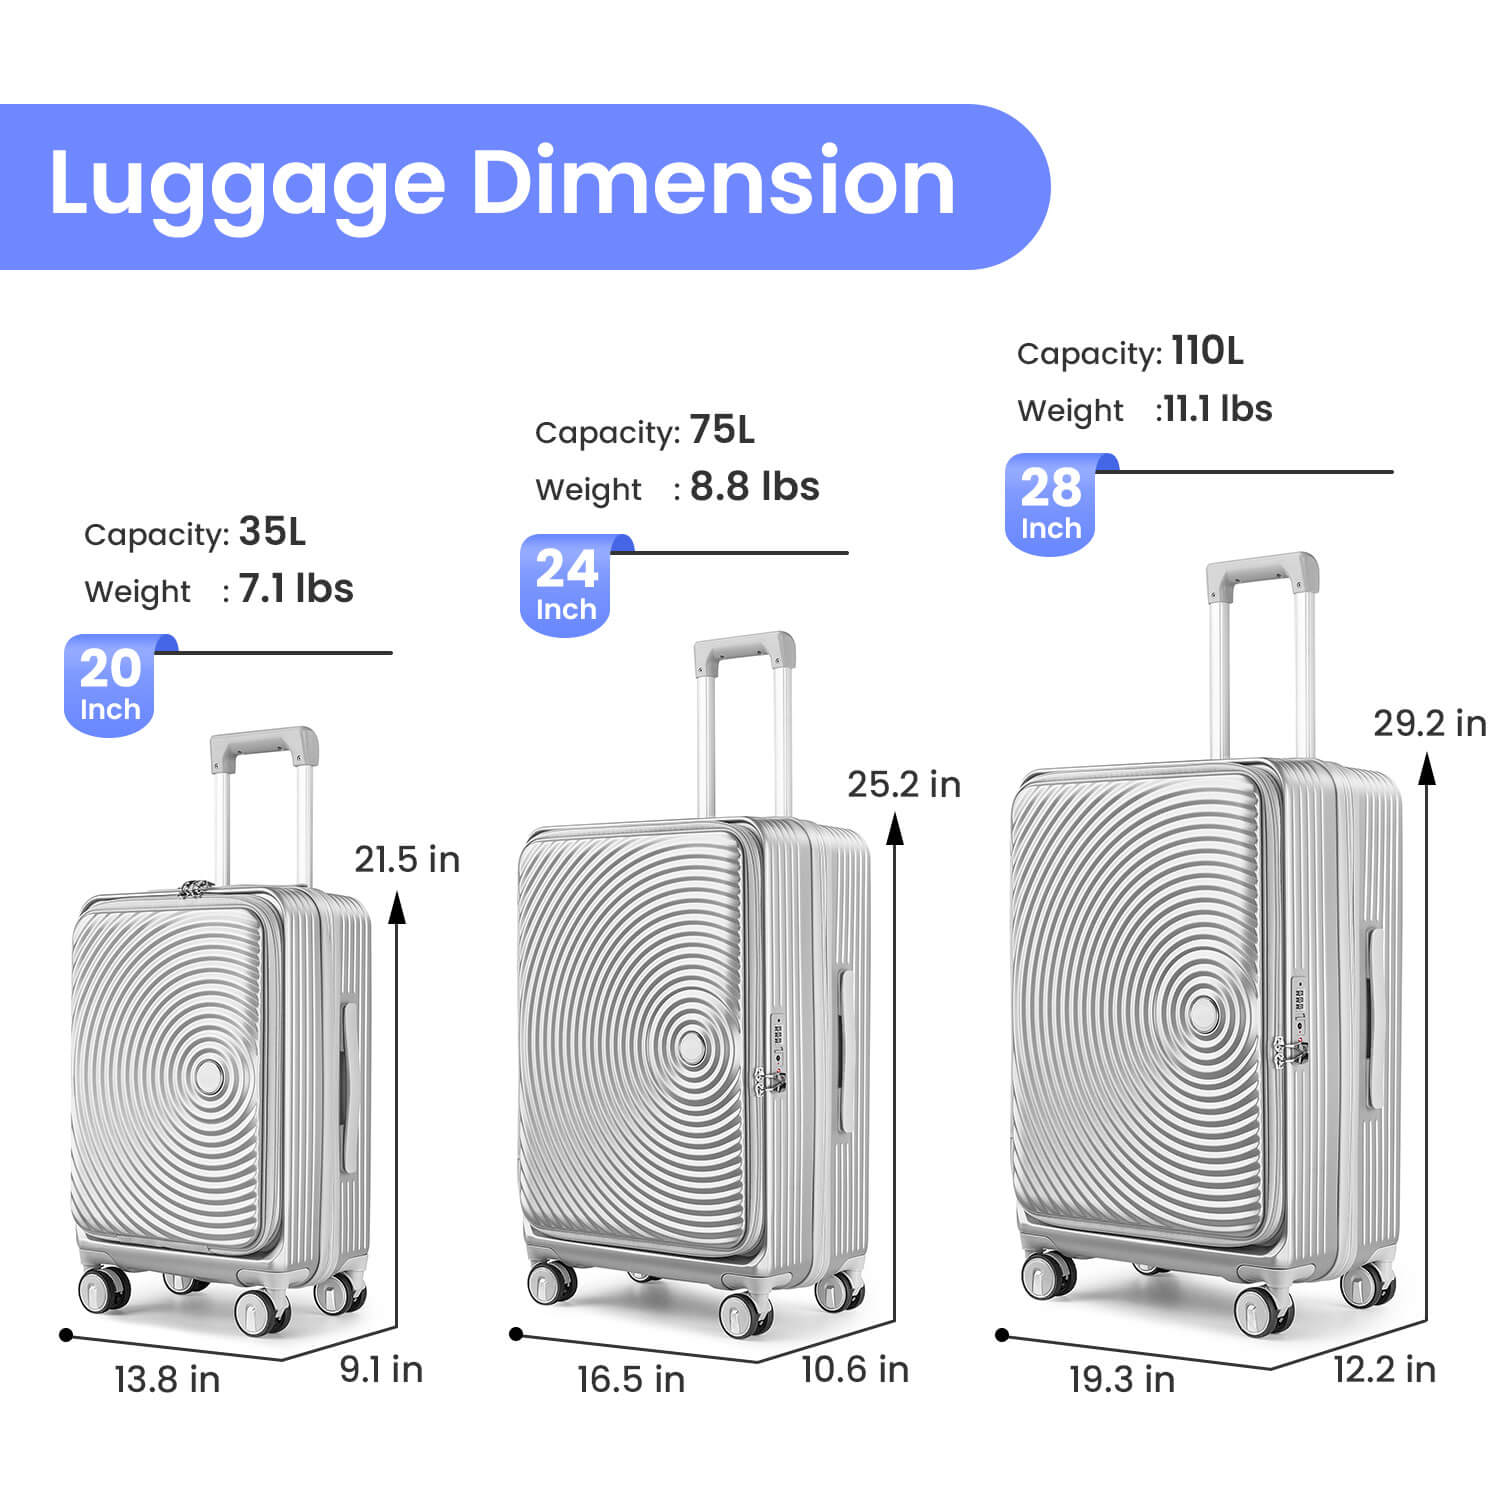 Luggage Dimension
Capacity: 35L
Weight : 7.1 lbs
20
Inch
21.5 in
13.8 in
9.1 in
Capacity: 75L
Weight : 8.8 lbs
24
Inch
25.2 in
16.5 in
10.6 in
Capacity: 110L
Weight :11.1 lbs
28
Inch
29.2 in
19.3 in
12.2 in